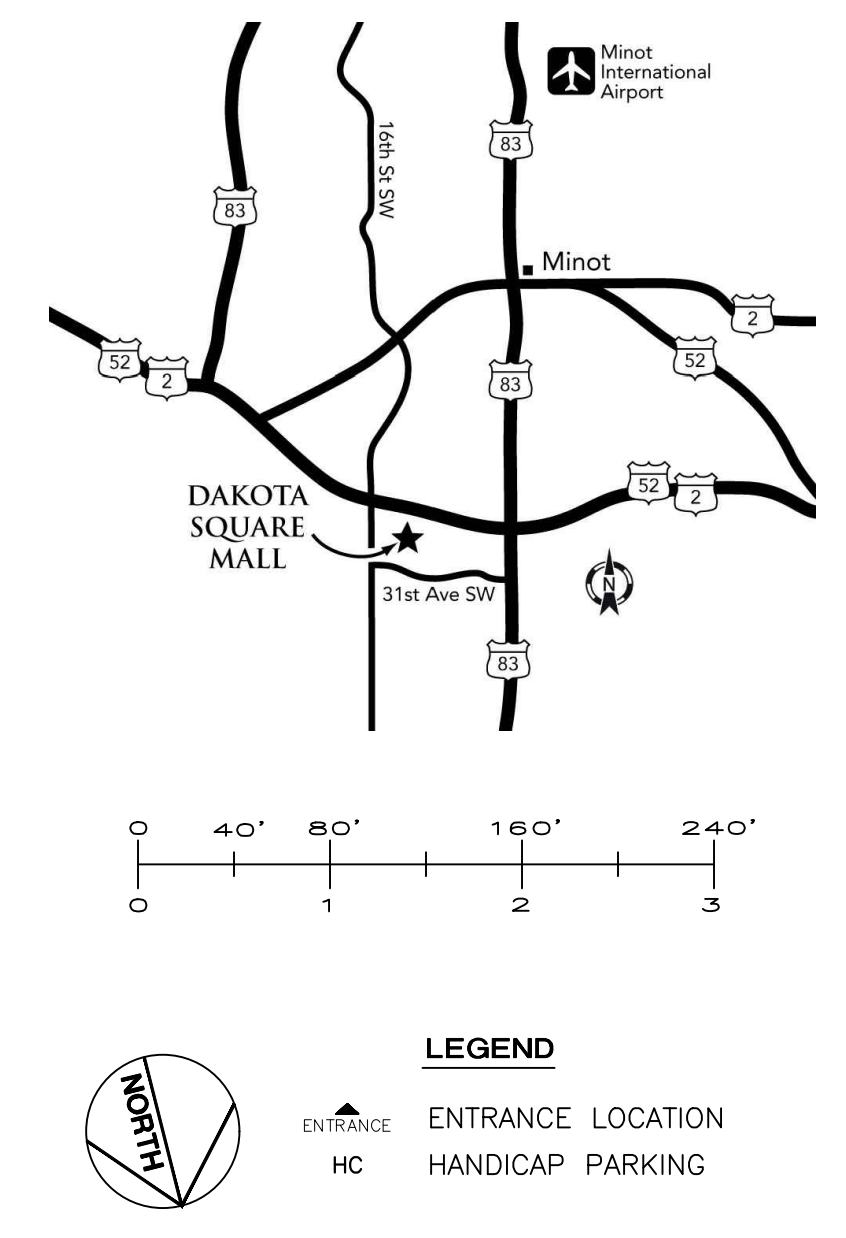 Minot
International
Airport
16th St SW
83
83
Minot
2
52
52
2
83
52
2
DAKOTA
SQUARE
MALL
N
31st Ave SW
83
0 40' 80' 160' 240'
0 1 2 3
LEGEND
NORTH
ENTRANCE ENTRANCE LOCATION
HC HANDICAP PARKING